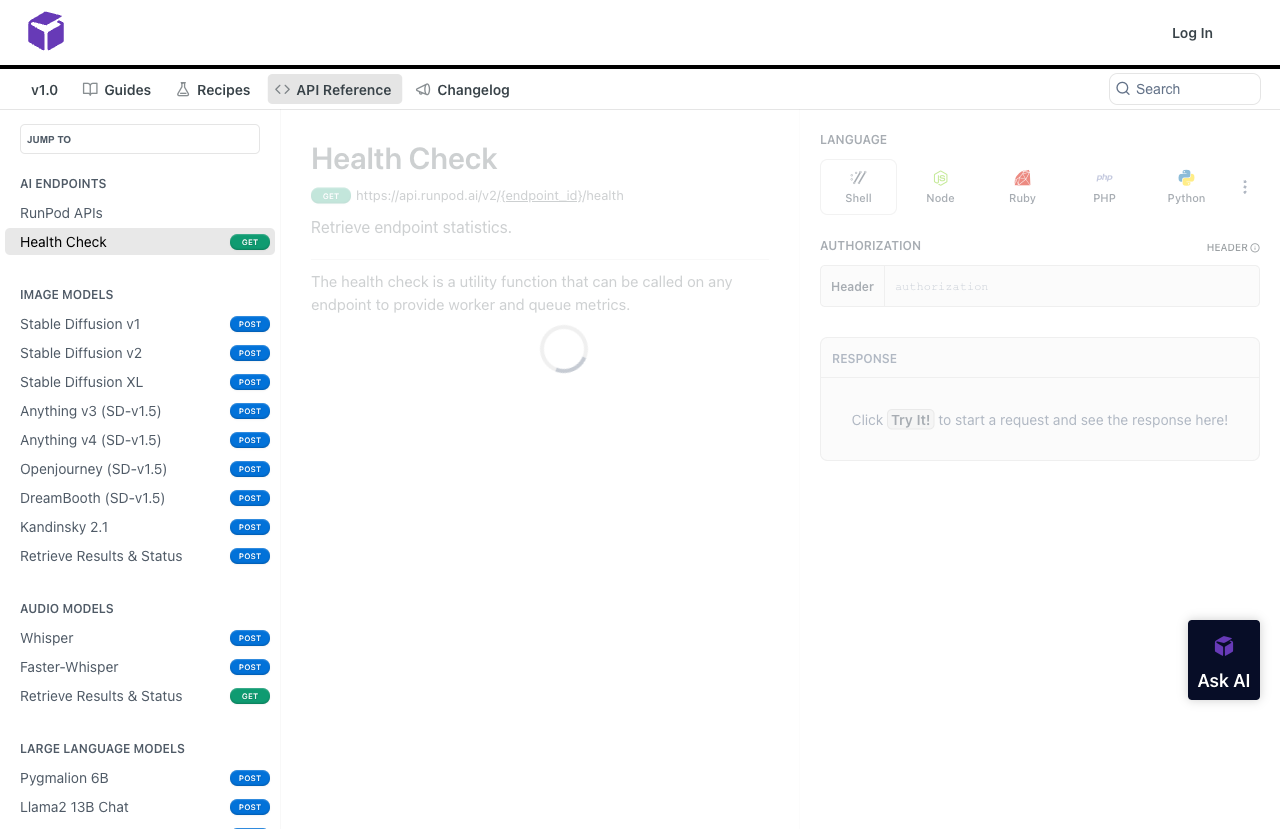 Log In
v1.0
Guides
Recipes
API Reference
Changelog
Search
JUMP TO
AI ENDPOINTS
RunPod APIs
Health Check GET
IMAGE MODELS
Stable Diffusion v1 POST
Stable Diffusion v2 POST
Stable Diffusion XL POST
Anything v3 (SD-v1.5) POST
Anything v4 (SD-v1.5) POST
Openjourney (SD-v1.5) POST
DreamBooth (SD-v1.5) POST
Kandinsky 2.1 POST
Retrieve Results & Status POST
AUDIO MODELS
Whisper POST
Faster-Whisper POST
Retrieve Results & Status GET
LARGE LANGUAGE MODELS
Pygmalion 6B POST
Llama2 13B Chat POST
Health Check
GET https://api.runpod.ai/v2/{endpoint_id}/health
Retrieve endpoint statistics.
The health check is a utility function that can be called on any
endpoint to provide worker and queue metrics.
LANGUAGE
Shell
Node
Ruby
php
PHP
Python
AUTHORIZATION HEADER
Header authorization
RESPONSE
Click Try It! to start a request and see the response here!
Ask AI